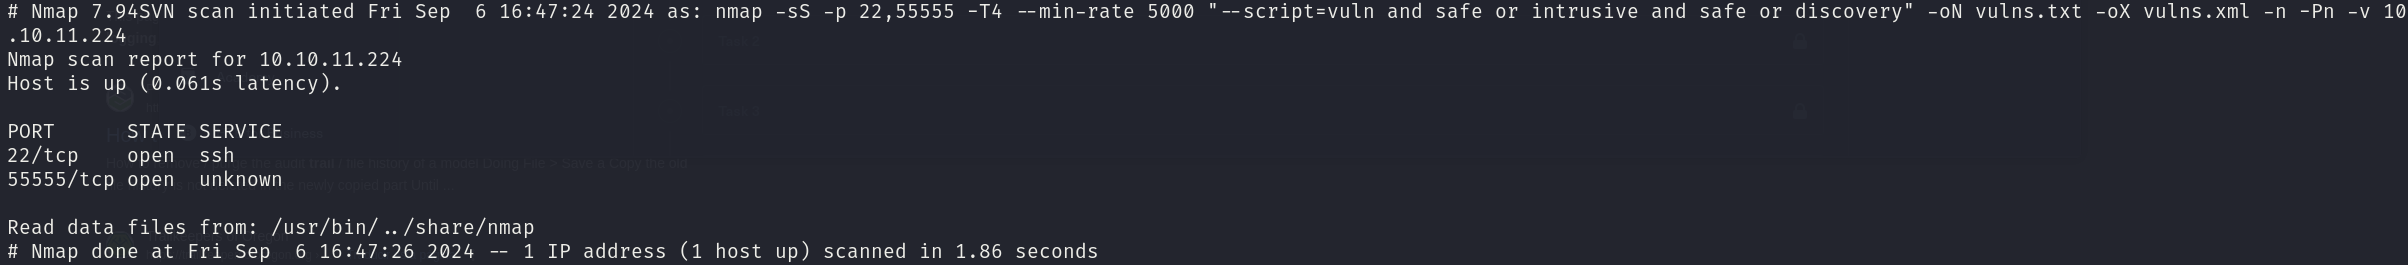 # Nmap 7.94SVN scan initiated Fri Sep  6 16:47:24 2024 as: nmap -sS -p 22,55555 -T4 --min-rate 5000 "--script=vuln and safe or intrusive and safe or discovery" -oN vulns.txt -oX vulns.xml -n -Pn -v 10
.10.11.224
Nmap scan report for 10.10.11.224
Host is up (0.061s latency).
PORT      STATE SERVICE
22/tcp    open  ssh
55555/tcp open  unknown
Read data files from: /usr/bin/../share/nmap
# Nmap done at Fri Sep  6 16:47:26 2024 -- 1 IP address (1 host up) scanned in 1.86 seconds